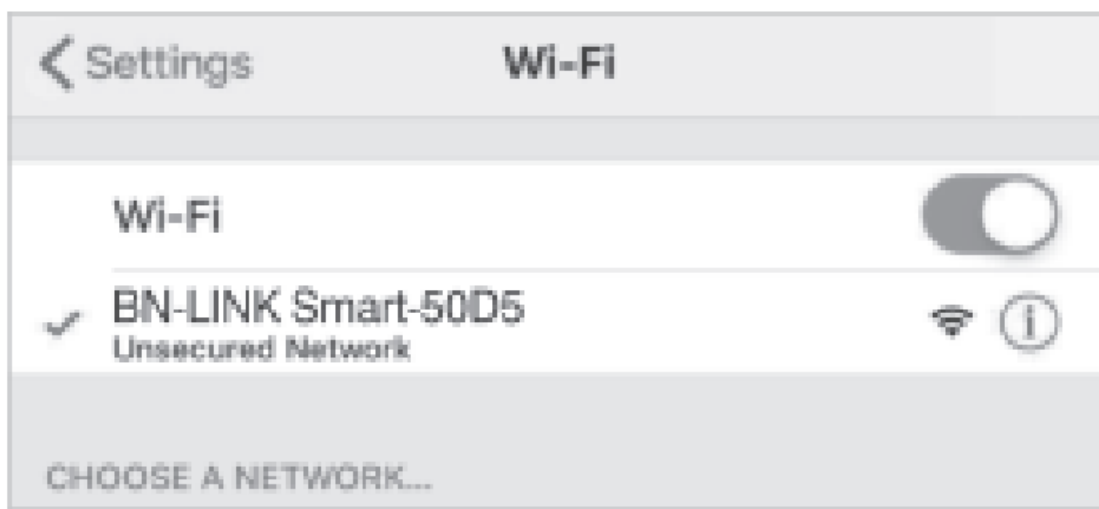 Settings Wi-Fi
Wi-Fi
BN-LINK Smart-50D5
Unsecured Network
CHOOSE A NETWORK...